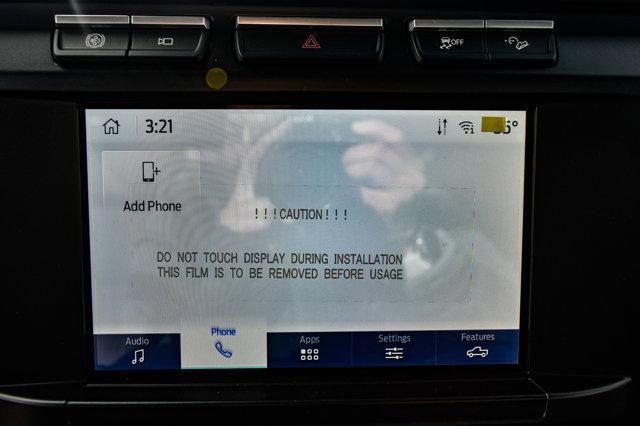 OFF
3:21
Add Phone
!!!CAUTION!!!
DO NOT TOUCH DISPLAY DURING INSTALLATION
THIS FILM IS TO BE REMOVED BEFORE USAGE
Audio
Phone
Apps
Settings
Features